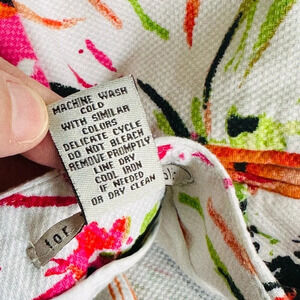 MACHINE WASH
COLD
WITH SIMILAR
COLORS
DELICATE CYCLE
DO NOT BLEACH
REMOVE PROMPTLY
LINE DRY
COOL IRON
IF NEEDED
OR DRY CLEAN
for